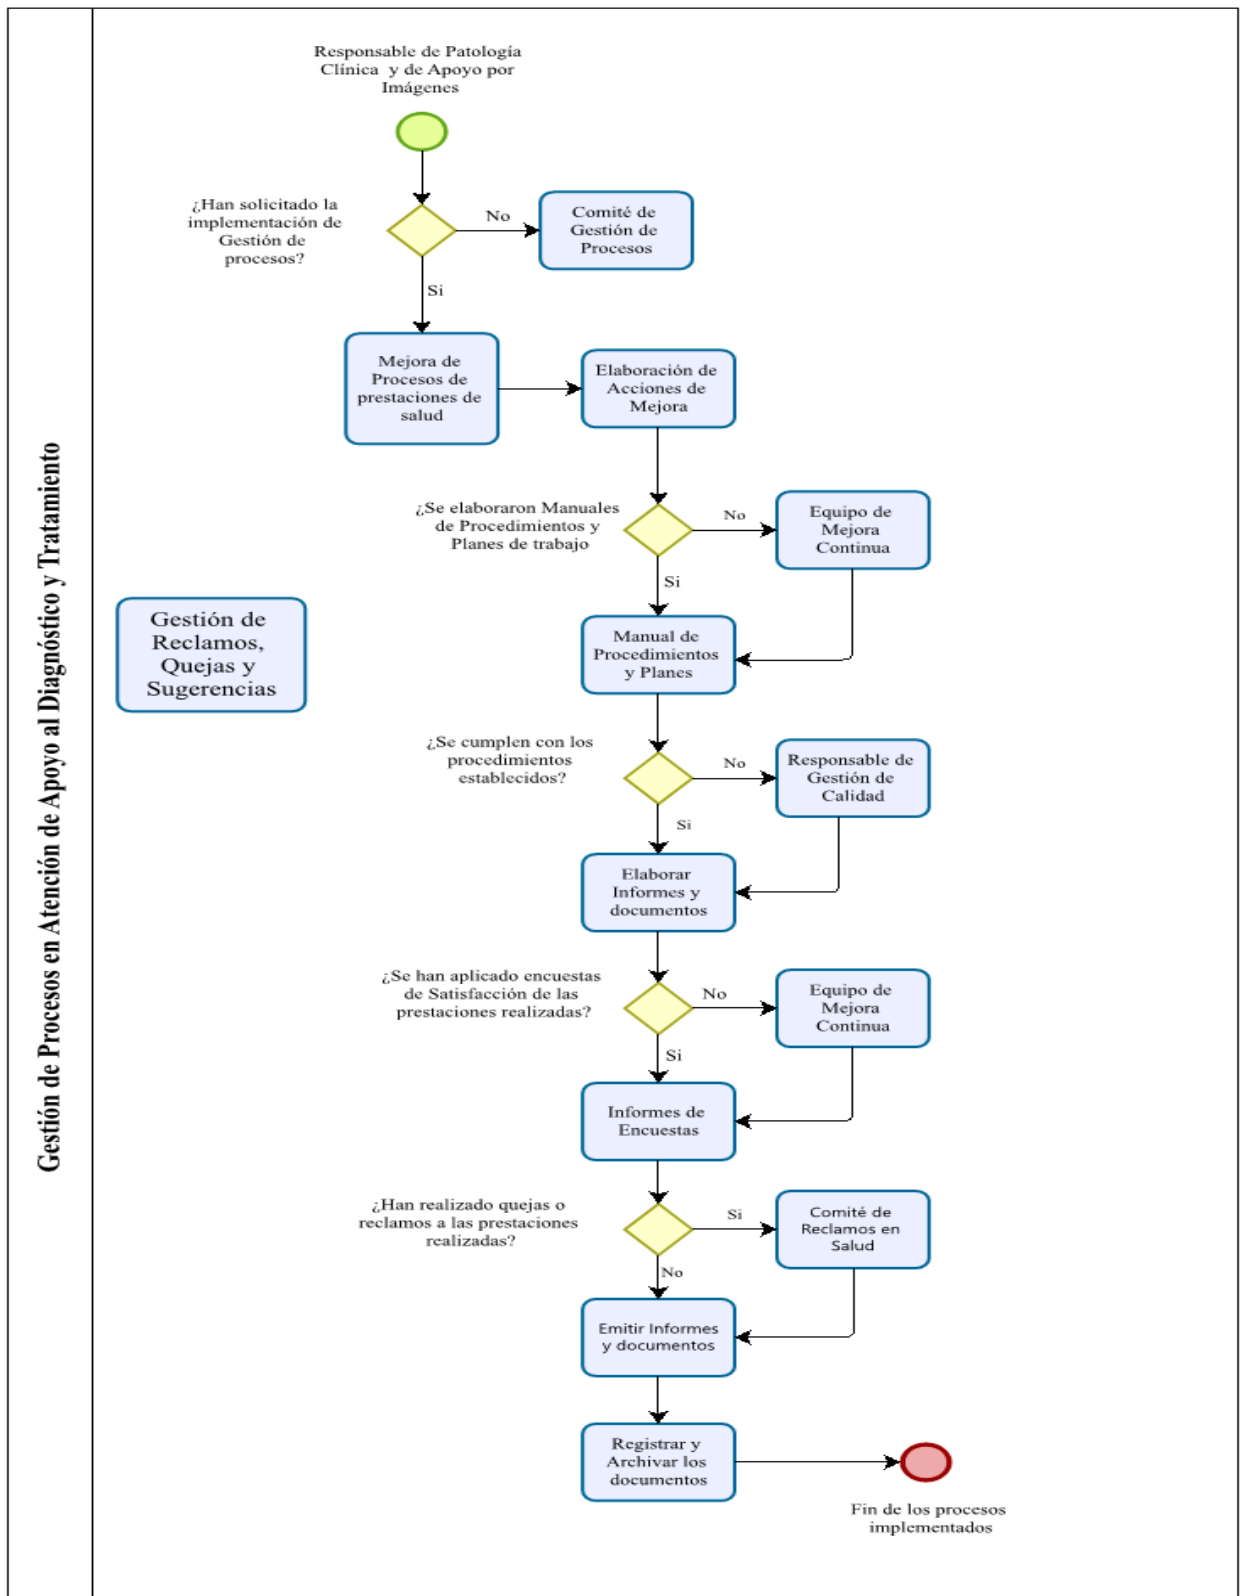 Gestión de Procesos en Atención de Apoyo al Diagnóstico y Tratamiento
Responsable de Patología
Clínica y de Apoyo por
Imágenes
¿Han solicitado la
implementación de
Gestión de
procesos?
No
Comité de
Gestión de
Procesos
Si
Mejora de
Procesos de
prestaciones de
salud
Elaboración de
Acciones de
Mejora
¿Se elaboraron Manuales
de Procedimientos y
Planes de trabajo
No
Equipo de
Mejora
Continua
Si
Gestión de
Reclamos,
Quejas y
Sugerencias
Manual de
Procedimientos
y Planes
¿Se cumplen con los
procedimientos
establecidos?
No
Responsable de
Gestión de
Calidad
Si
Elaborar
Informes y
documentos
¿Se han aplicado encuestas
de Satisfacción de las
prestaciones realizadas?
No
Equipo de
Mejora
Continua
Si
Informes de
Encuestas
¿Han realizado quejas o
reclamos a las prestaciones
realizadas?
Si
Comité de
Reclamos en
Salud
No
Emitir Informes
y documentos
Registrar y
Archivar los
documentos
Fin de los procesos
implementados